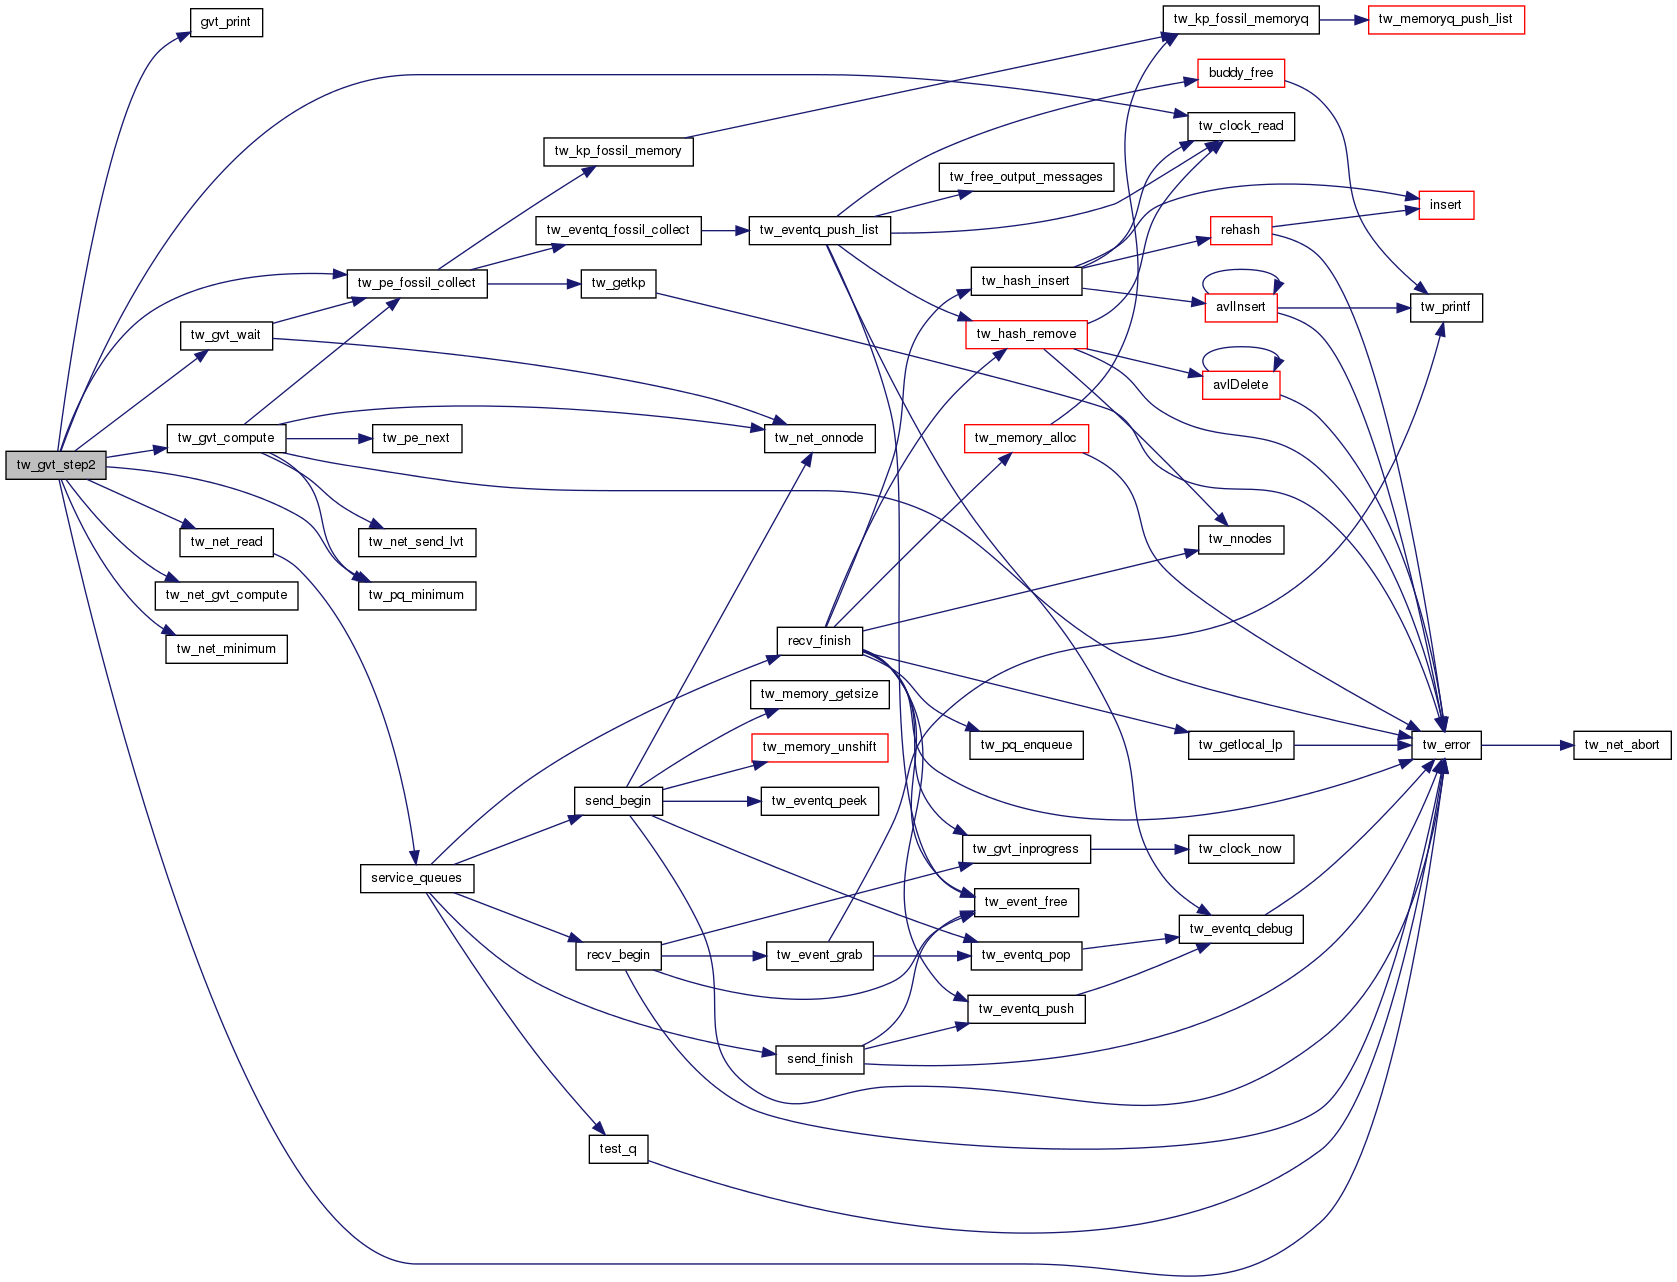 gvt_print
tw_kp_fossil_memoryq
tw_memoryq_push_list
buddy_free
tw_clock_read
tw_kp_fossil_memory
tw_free_output_messages
insert
tw_eventq_fossil_collect
tw_eventq_push_list
rehash
tw_pe_fossil_collect
tw_getkp
tw_hash_insert
avlInsert
tw_printf
tw_gvt_wait
tw_hash_remove
avlDelete
tw_gvt_compute
tw_pe_next
tw_net_onnode
tw_memory_alloc
tw_gvt_step2
tw_net_read
tw_net_send_lvt
tw_nnodes
tw_net_gvt_compute
tw_pq_minimum
tw_net_minimum
recv_finish
tw_memory_getsize
tw_memory_unshift
tw_pq_enqueue
tw_getlocal_lp
tw_error
tw_net_abort
send_begin
tw_eventq_peek
tw_gvt_inprogress
tw_clock_now
service_queues
tw_event_free
tw_eventq_debug
recv_begin
tw_event_grab
tw_eventq_pop
tw_eventq_push
send_finish
test_q